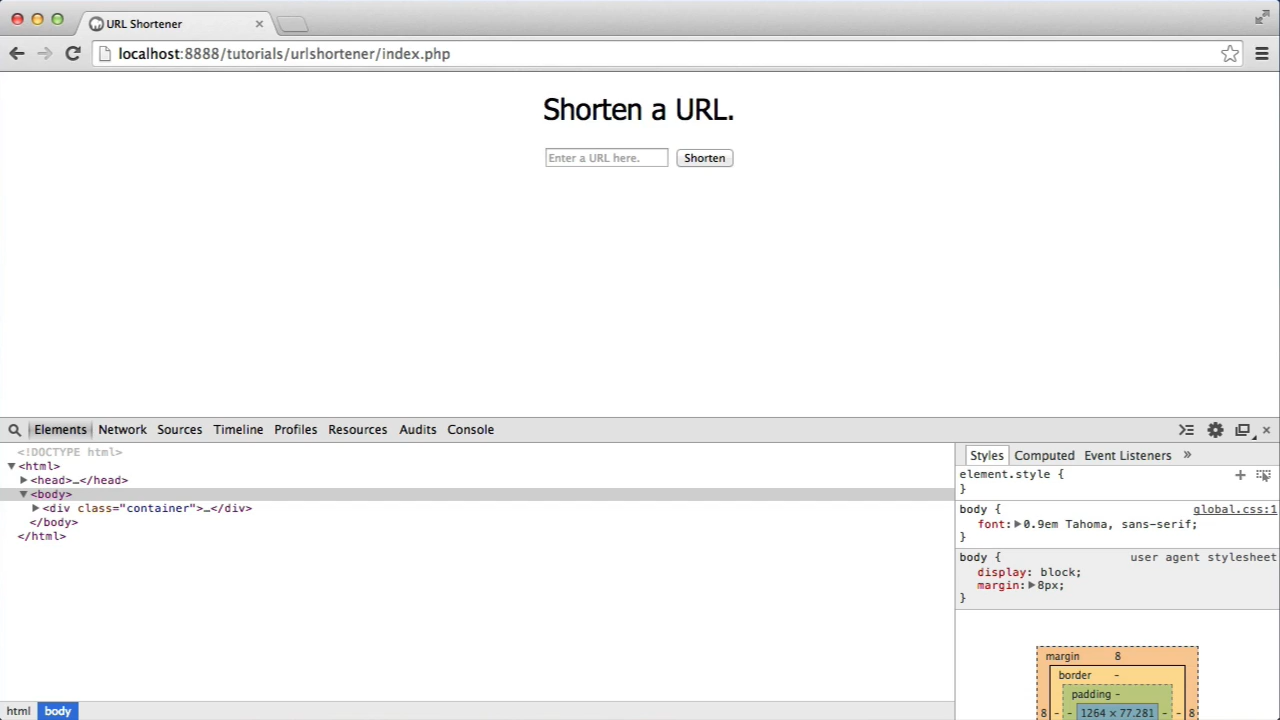 URL Shortener
localhost:8888/tutorials/urlshortener/index.php
Shorten a URL.
Enter a URL here. Shorten
Elements Network Sources Timeline Profiles Resources Audits Console
<!DOCTYPE html>
<html>
<head>…</head>
<body>
<div class="container">…</div>
</body>
</html>
html body
Styles Computed Event Listeners »
element.style {
}
body { global.css:1
font: 0.9em Tahoma, sans-serif;
}
body { user agent stylesheet
display: block;
margin: 8px;
}
margin 8
border -
padding -
8 - - 1264 × 77.281 - - 8